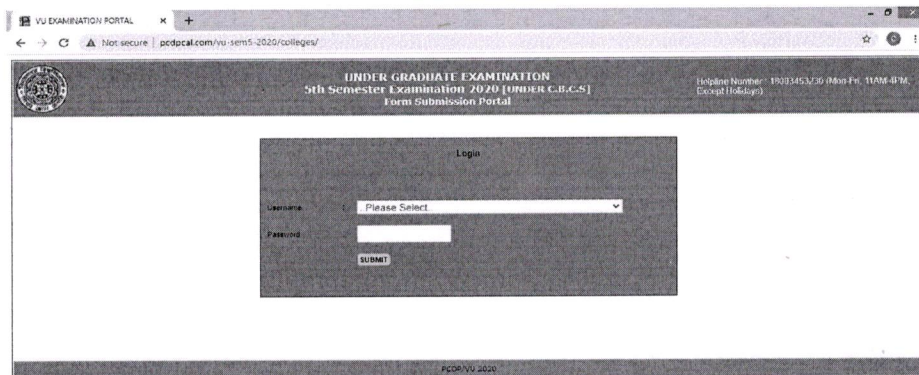 VU EXAMINATION PORTAL
Not secure | pcdpcal.com/vu-sem5-2020/colleges/
UNDER GRADUATE EXAMINATION
5th Semester Examination 2020 [UNDER C.B.C.S]
Form Submission Portal
Helpline Number : (Mon-Fri, 11AM-4PM,
Except Holidays)
Login
Username :
..Please Select..
Password :
SUBMIT
PCDP/VU 2020